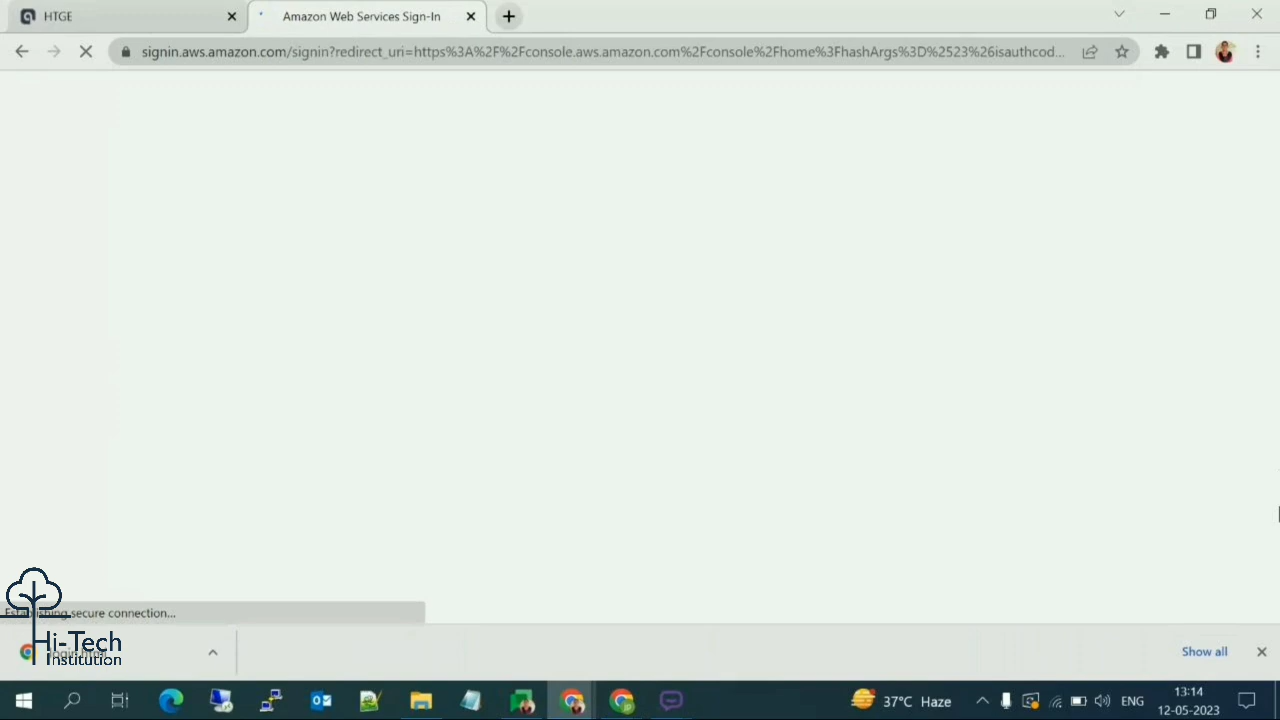 HTGE
Amazon Web Services Sign-In
signin.aws.amazon.com/signin?redirect_uri=https%3A%2F%2Fconsole.aws.amazon.com%2Fconsole%2Fhome%3FhashArgs%3D%2523%26isauthcod...
Establishing secure connection...
Hi-Tech
Institution
Show all
37°C Haze
ENG
13:14
12-05-2023